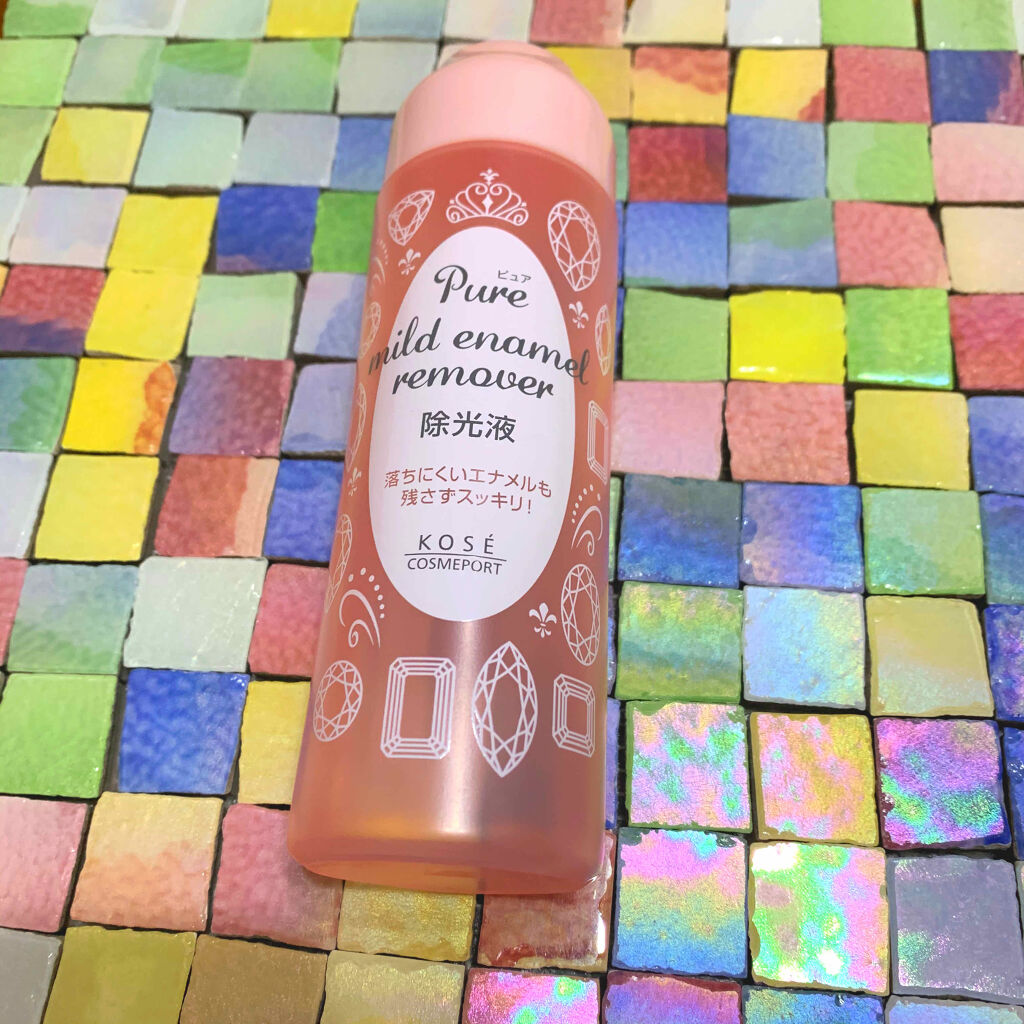 ピュア
Pure
mild enamel
remover
除光液
落ちにくいエナメルも
残さずスッキリ!
KOSÉ
COSMEPORT